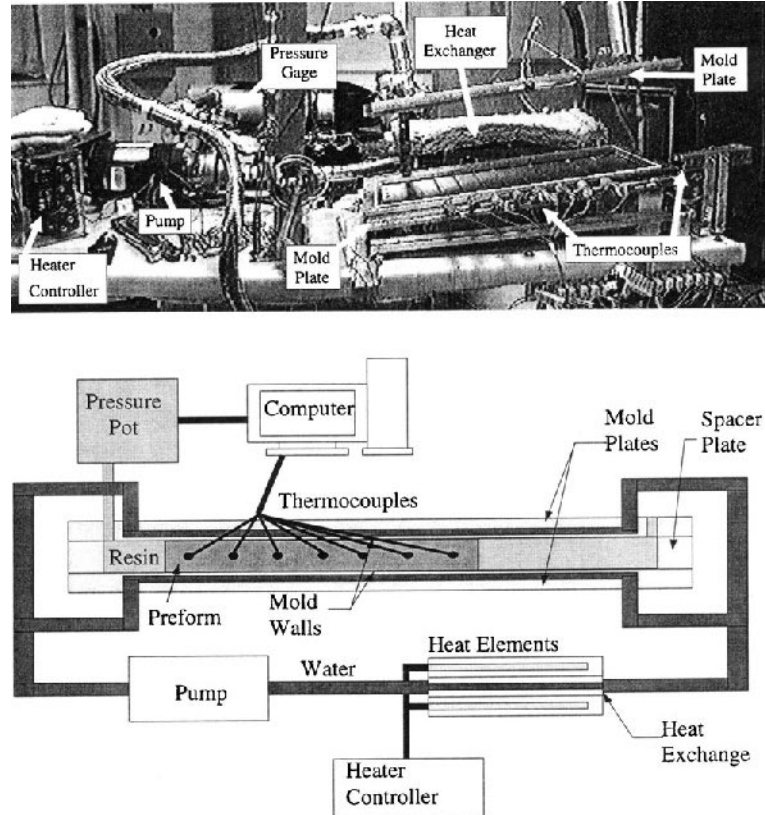 Pressure
Gage
Heat
Exchanger
Mold
Plate
Pump
Heater
Controller
Mold
Plate
Thermocouples
Pressure
Pot
Computer
Mold
Plates
Spacer
Plate
Thermocouples
Resin
Preform
Mold
Walls
Heat Elements
Water
Pump
Heat
Exchange
Heater
Controller